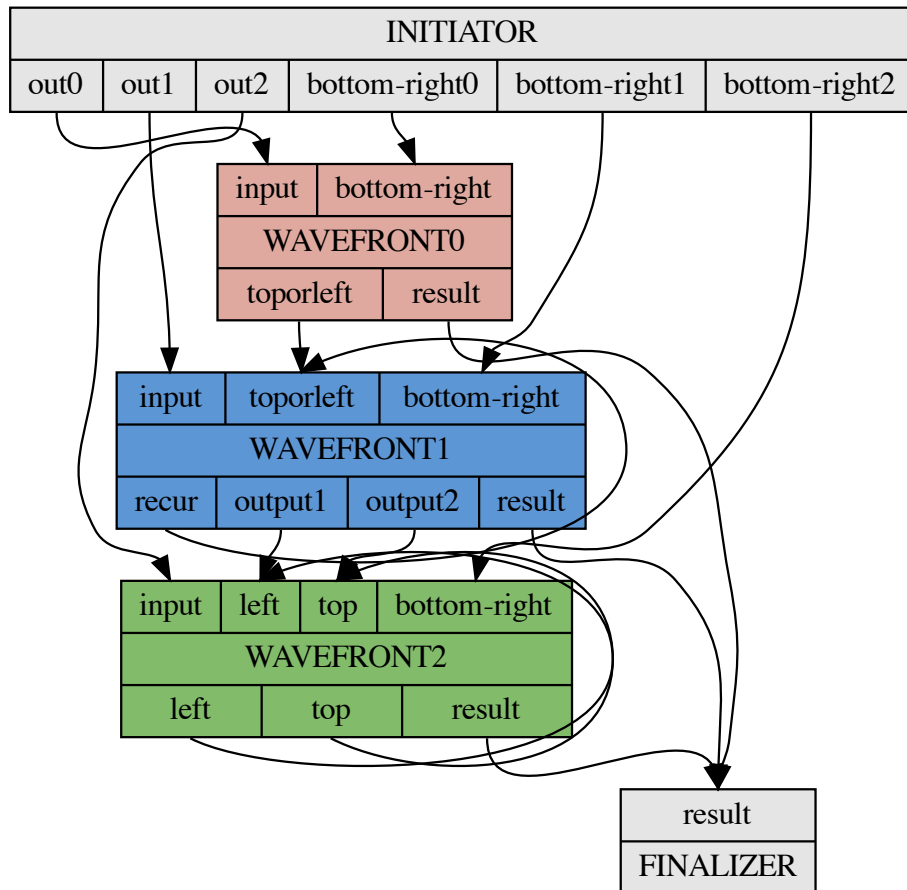 INITIATOR
out0 out1 out2 bottom-right0 bottom-right1 bottom-right2
input bottom-right
WAVEFRONT0
toporleft result
input toporleft bottom-right
WAVEFRONT1
recur output1 output2 result
input left top bottom-right
WAVEFRONT2
left top result
result
FINALIZER